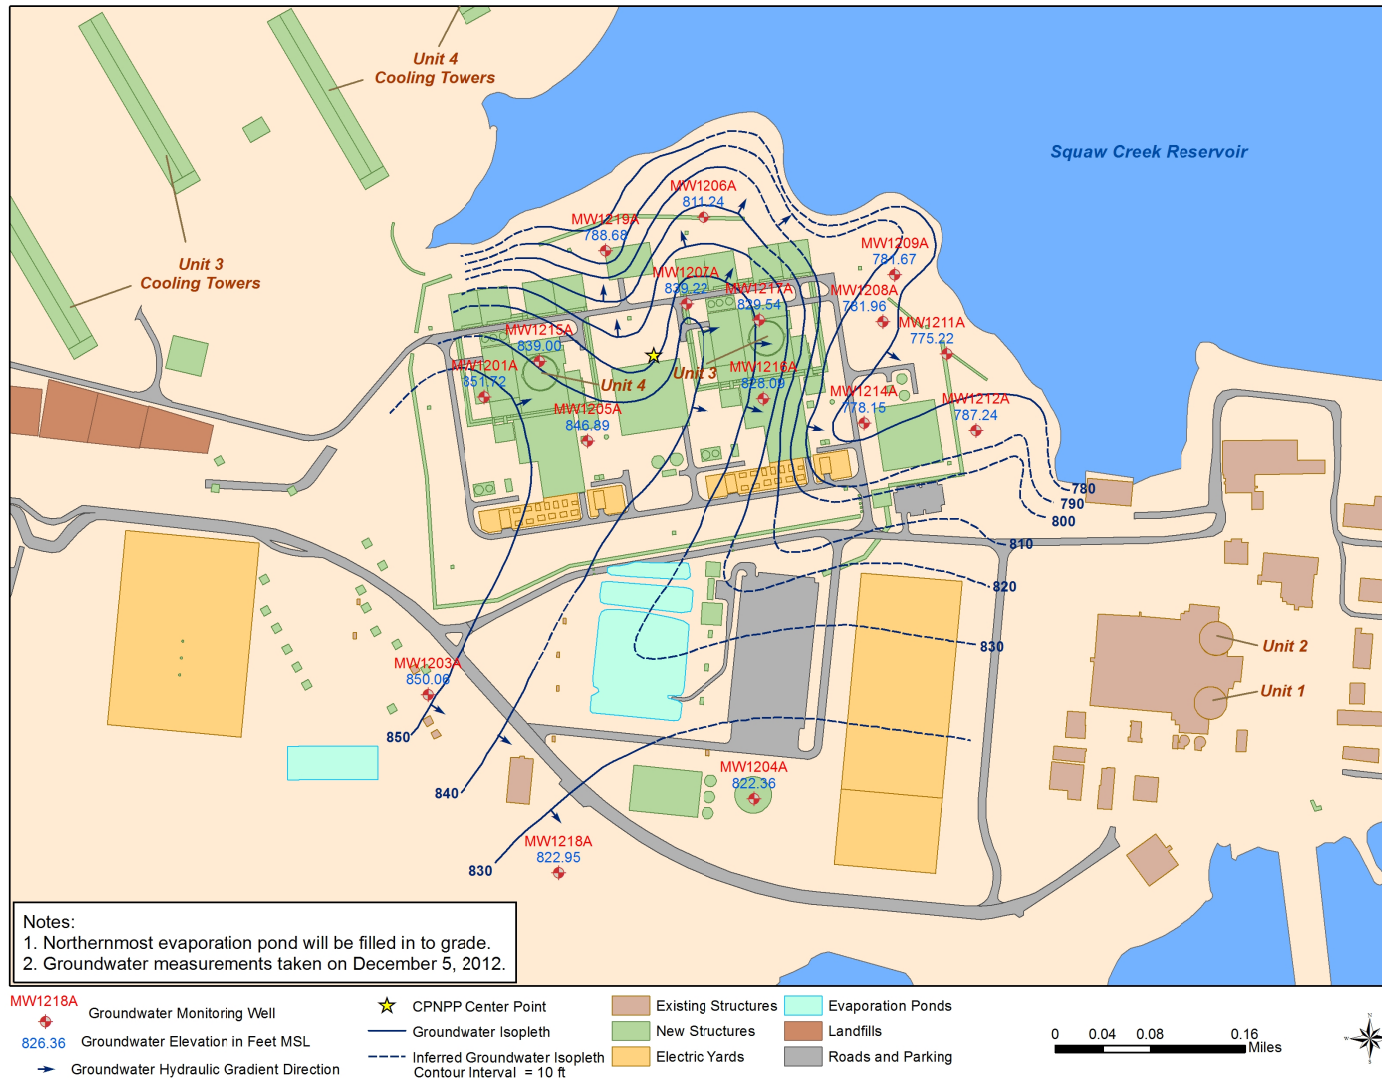 Unit 4
Cooling Towers
Unit 3
Cooling Towers
Squaw Creek Reservoir
MW1206A
811.24
MW1219A
788.68
MW1209A
781.67
MW1207A
839.22
MW1217A
829.54
MW1208A
781.96
MW1211A
775.22
MW1215A
839.00
MW1201A
851.72
Unit 4
Unit 3
MW1216A
828.09
MW1205A
846.89
MW1214A
778.15
MW1212A
787.24
780
790
800
810
820
830
Unit 2
Unit 1
MW1203A
850.06
850
840
830
MW1204A
822.36
MW1218A
822.95
Notes:
1. Northernmost evaporation pond will be filled in to grade.
2. Groundwater measurements taken on December 5, 2012.
MW1218A
Groundwater Monitoring Well
826.36 Groundwater Elevation in Feet MSL
Groundwater Hydraulic Gradient Direction
CPNPP Center Point
Groundwater Isopleth
Inferred Groundwater Isopleth
Contour Interval = 10 ft
Existing Structures
New Structures
Electric Yards
Evaporation Ponds
Landfills
Roads and Parking
0 0.04 0.08 0.16
Miles
N
W E
S